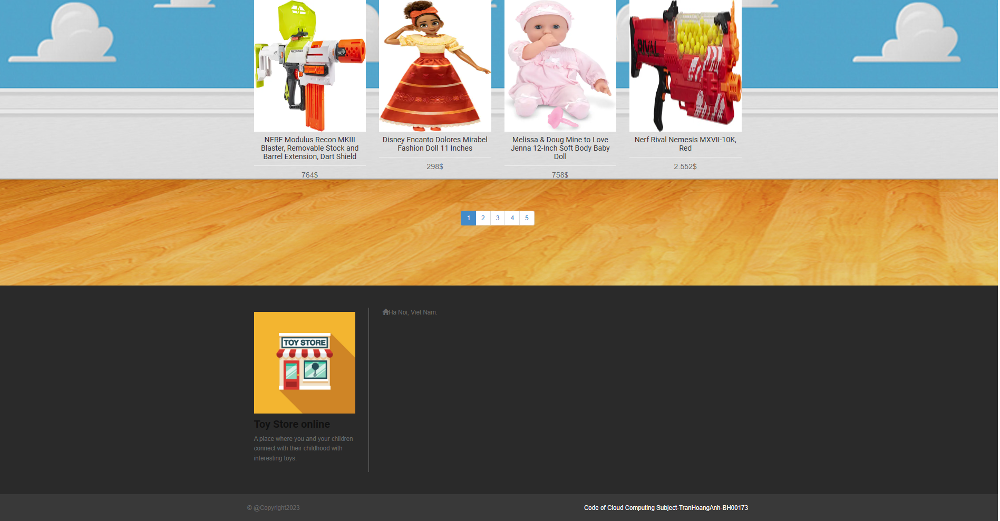 RECON MKIII
NERF
RIVAL
NERF Modulus Recon MKIII
Blaster, Removable Stock and
Barrel Extension, Dart Shield
764$
Disney Encanto Dolores Mirabel
Fashion Doll 11 Inches
298$
Melissa & Doug Mine to Love
Jenna 12-Inch Soft Body Baby
Doll
758$
Nerf Rival Nemesis MXVII-10K,
Red
2.552$
1 2 3 4 5
TOY STORE
Toy Store online
A place where you and your children
connect with their childhood with
interesting toys.
Ha Noi, Viet Nam.
© @Copyright2023
Code of Cloud Computing Subject-TranHoangAnh-BH00173